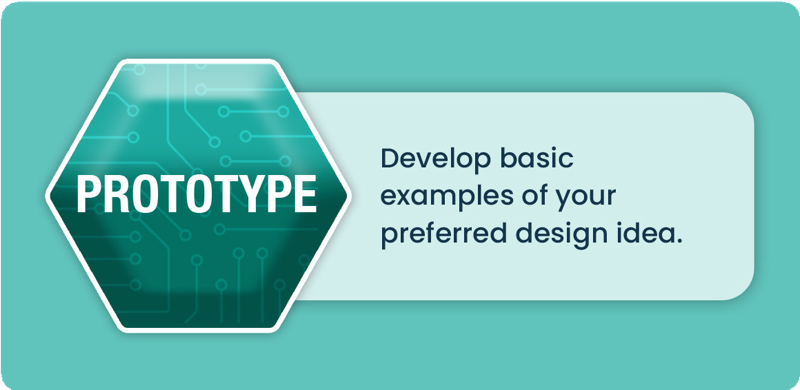 PROTOTYPE
Develop basic
examples of your
preferred design idea.